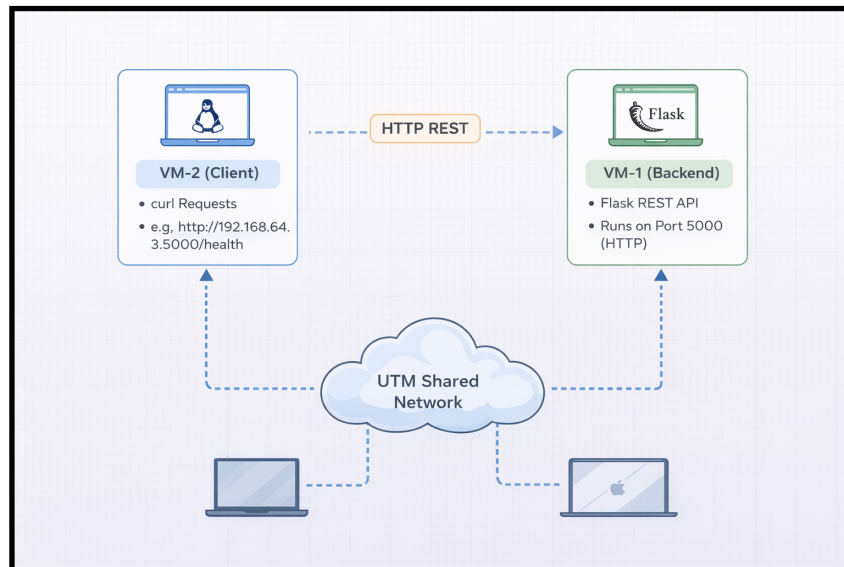 HTTP REST
Flask
VM-2 (Client)
• curl Requests
• e.g, http://192.168.64.
3.5000/health
VM-1 (Backend)
• Flask REST API
• Runs on Port 5000
(HTTP)
UTM Shared
Network